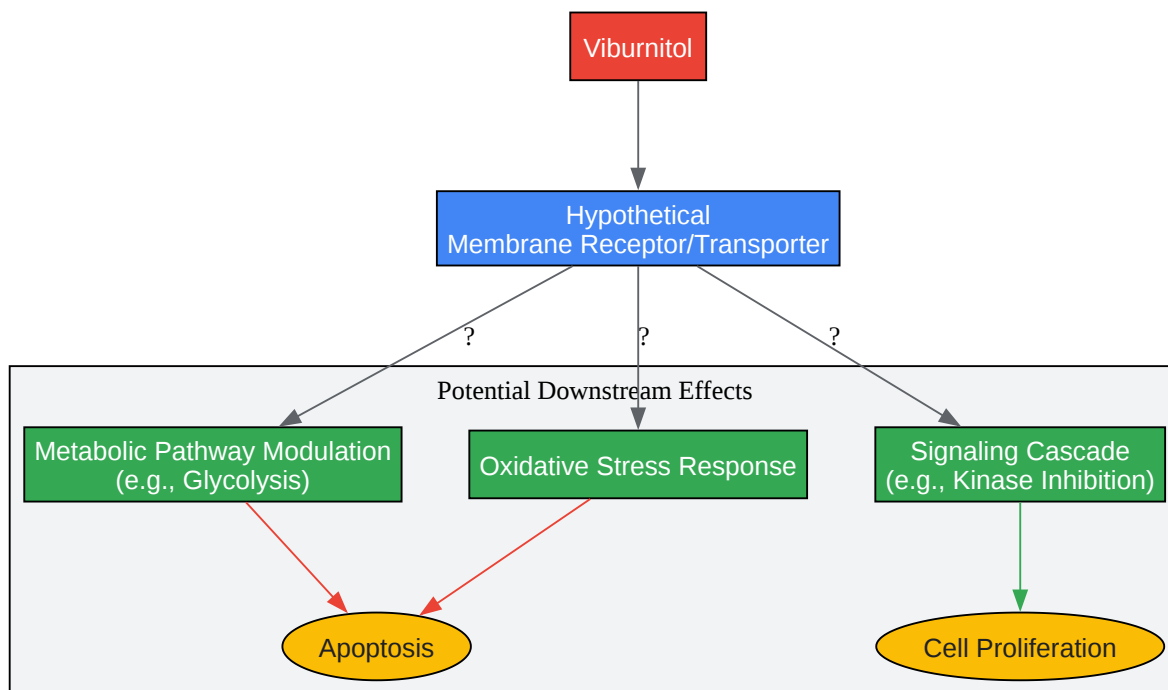 Viburnitol
Hypothetical
Membrane Receptor/Transporter
?
?
?
Potential Downstream Effects
Metabolic Pathway Modulation
(e.g., Glycolysis)
Oxidative Stress Response
Signaling Cascade
(e.g., Kinase Inhibition)
Apoptosis
Cell Proliferation